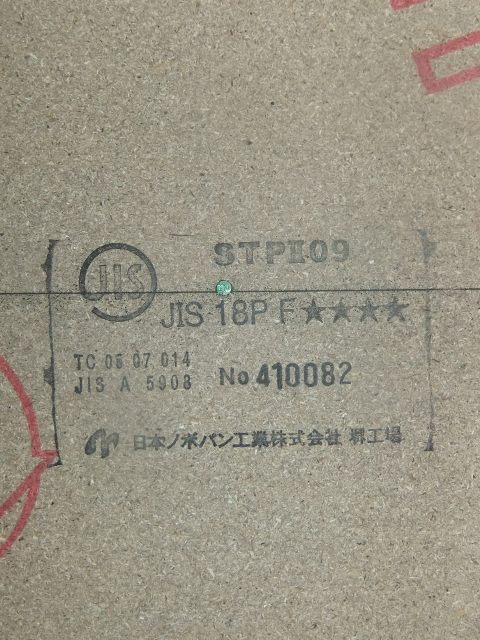 STPⅡ09
JIS
JIS 18P F★★★★
TC 05 07 014
JIS A 5908
No 410082
日本ノボパン工業株式会社 堺工場